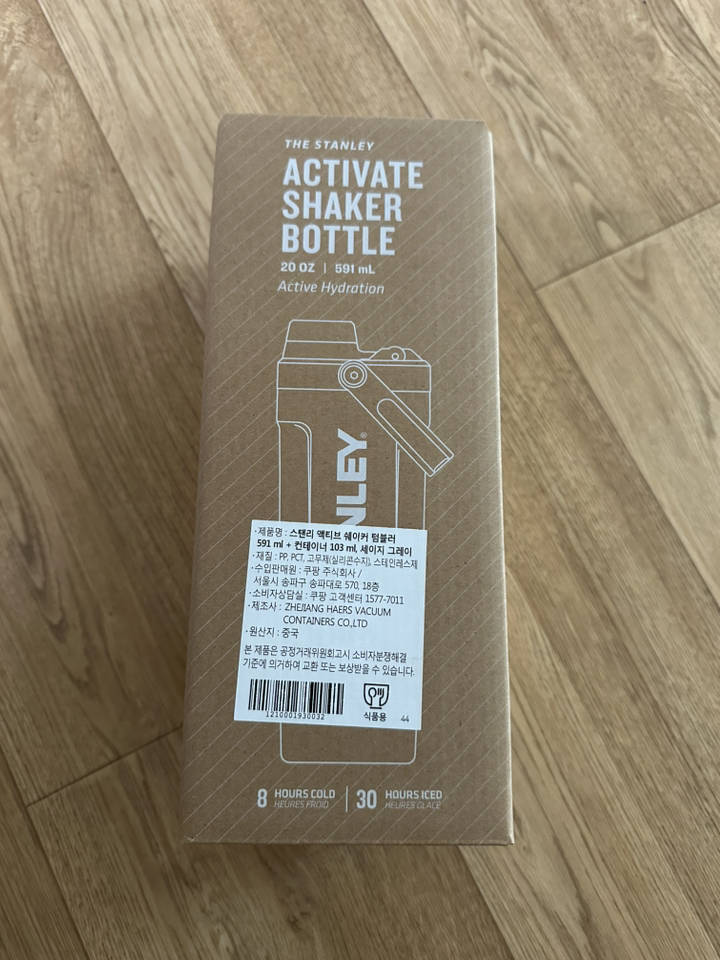 THE STANLEY
ACTIVATE
SHAKER
BOTTLE
20 OZ | 591 mL
Active Hydration
NLEY®
·제품명 : 스탠리 액티브 쉐이커 텀블러
591 ml + 컨테이너 103 ml, 세이지 그레이
·재질 : PP, PCT, 고무제(실리콘수지), 스테인레스제
·수입판매원 : 쿠팡 주식회사 /
서울시 송파구 송파대로 570, 18층
·소비자상담실 : 쿠팡 고객센터 1577-7011
·제조사 : ZHEJIANG HAERS VACUUM
CONTAINERS CO.,LTD
·원산지 : 중국
본 제품은 공정거래위원회고시 소비자분쟁해결
기준에 의거하여 교환 또는 보상받을 수 있습니다.
1210001930032
식품용
44
8 HOURS COLD
HEURES FROID
30 HOURS ICED
HEURES GLACE